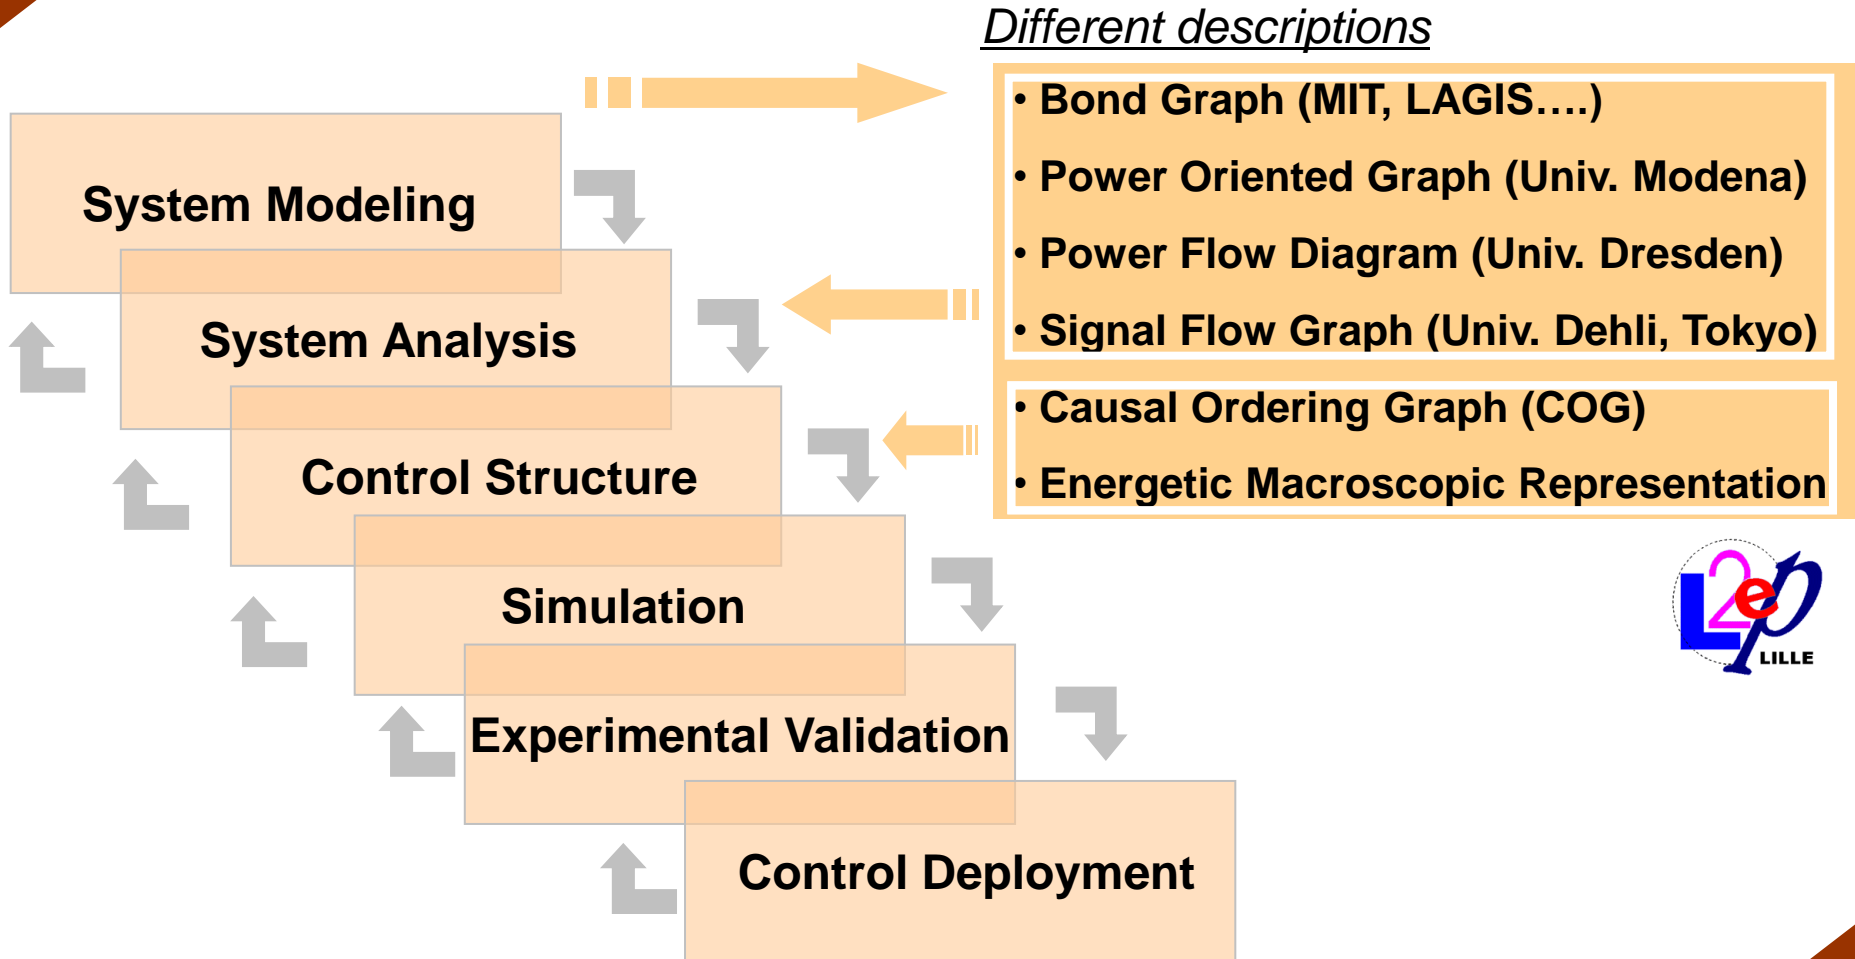 Different descriptions
• Bond Graph (MIT, LAGIS….)
• Power Oriented Graph (Univ. Modena)
• Power Flow Diagram (Univ. Dresden)
• Signal Flow Graph (Univ. Dehli, Tokyo)
• Causal Ordering Graph (COG)
• Energetic Macroscopic Representation
System Modeling
System Analysis
Control Structure
Simulation
Experimental Validation
Control Deployment
L2ep
LILLE